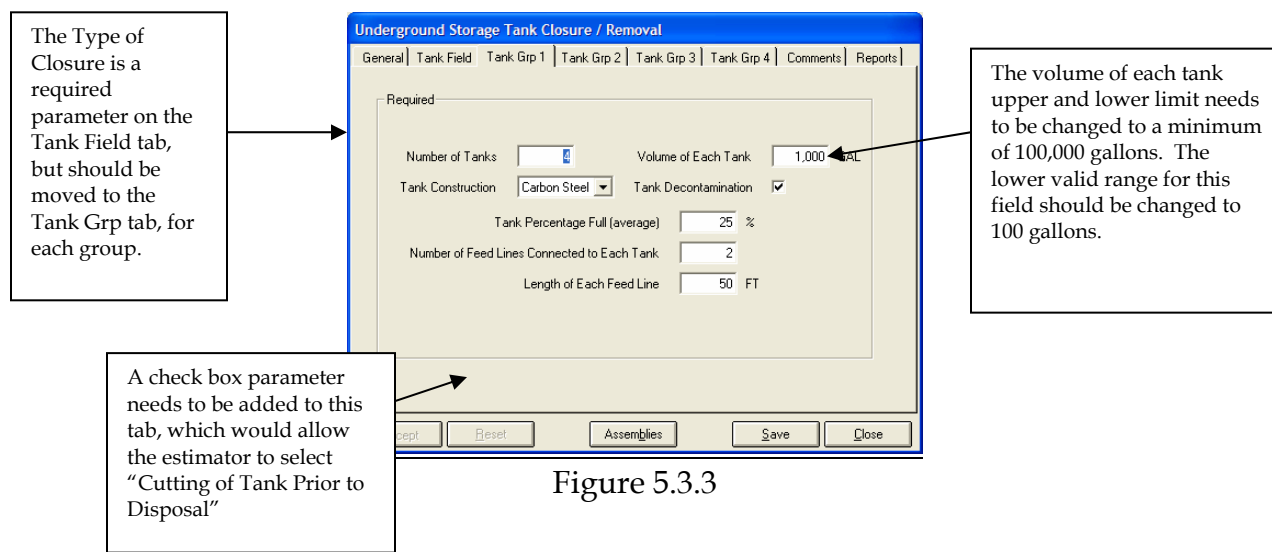 The Type of
Closure is a
required
parameter on the
Tank Field tab,
but should be
moved to the
Tank Grp tab, for
each group.
Underground Storage Tank Closure / Removal
General Tank Field Tank Grp 1 Tank Grp 2 Tank Grp 3 Tank Grp 4 Comments Reports
Required
Number of Tanks 4 Volume of Each Tank 1,000 GAL
Tank Construction Carbon Steel Tank Decontamination
Tank Percentage Full (average) 25 %
Number of Feed Lines Connected to Each Tank 2
Length of Each Feed Line 50 FT
cept Reset Assemblies Save Close
The volume of each tank
upper and lower limit needs
to be changed to a minimum
of 100,000 gallons. The
lower valid range for this
field should be changed to
100 gallons.
A check box parameter
needs to be added to this
tab, which would allow
the estimator to select
“Cutting of Tank Prior to
Disposal”
Figure 5.3.3